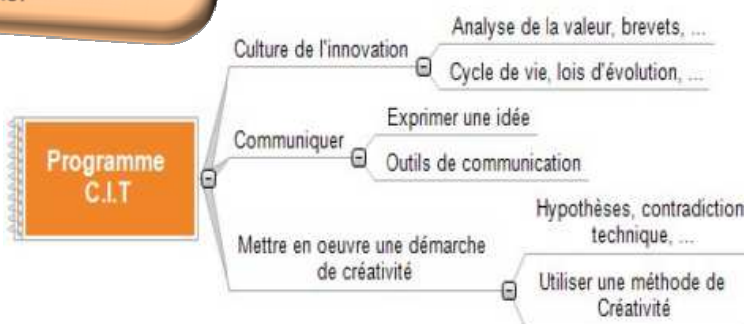 Programme
C.I.T
Culture de l'innovation
Analyse de la valeur, brevets, ...
Cycle de vie, lois d'évolution, ...
Communiquer
Exprimer une idée
Outils de communication
Mettre en oeuvre une démarche
de créativité
Hypothèses, contradiction
technique, ...
Utiliser une méthode de
Créativité